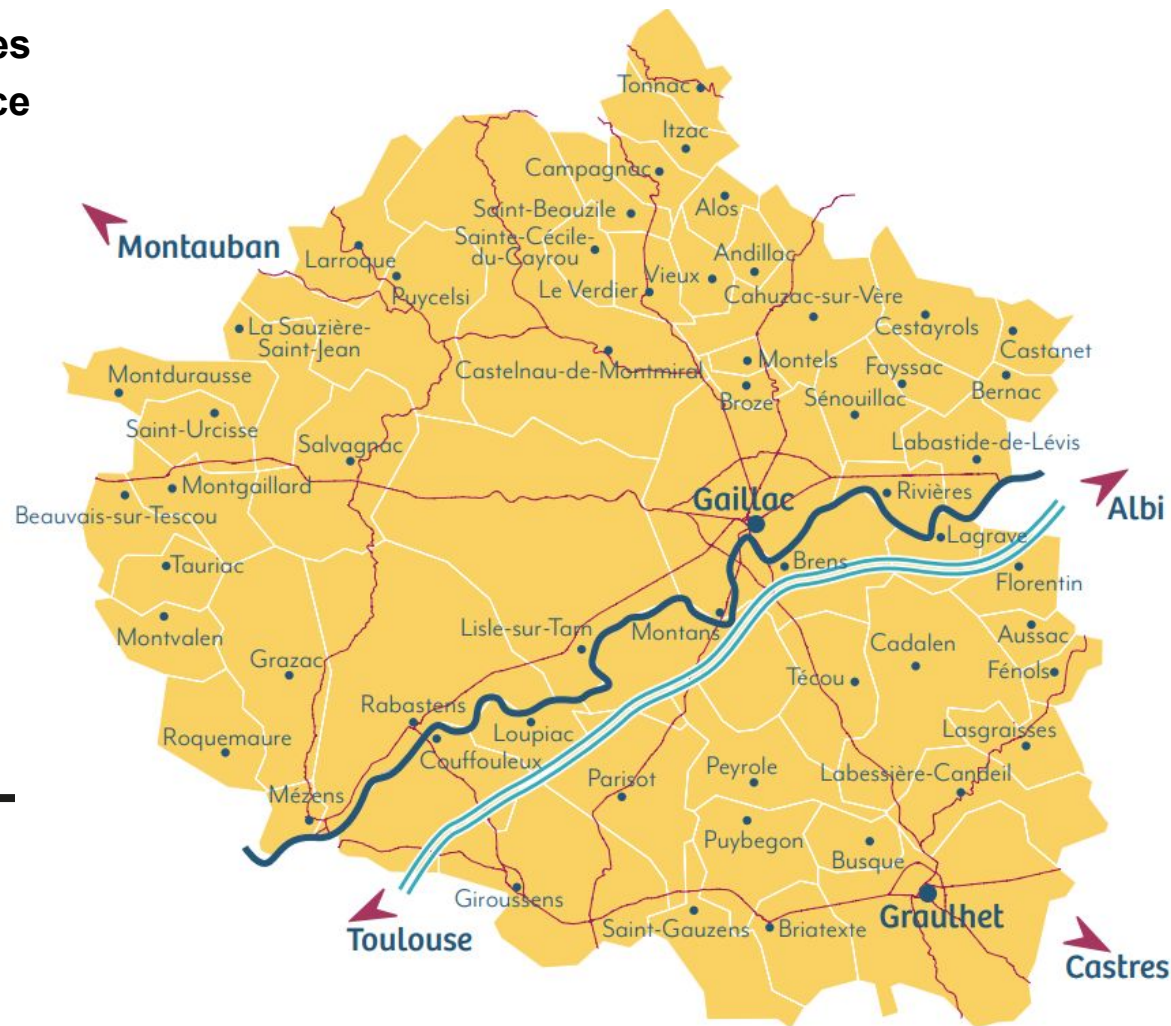 es
ce
Tonnac
Itzac
Campagnac
Alos
Saint-Beauzile
Montauban
Sainte-Cécile-
du-Cayrou
Andillac
Larroque
Vieux
Puycelsi
Le Verdier
Cahuzac-sur-Vère
La Sauzière-
Saint-Jean
Cestayrols
Castanet
Montels
Castelnau-de-Montmiral
Fayssac
Montdurausse
Bernac
Broze
Sénouillac
Saint-Urcisse
Salvagnac
Labastide-de-Lévis
Montgaillard
Rivières
Gaillac
Albi
Beauvais-sur-Tescou
Lagrave
Tauriac
Brens
Florentin
Lisle-sur-Tarn
Montans
Montvalen
Aussac
Cadalen
Grazac
Técou
Fénols
Rabastens
Loupiac
Lasgraisses
Roquemaure
Couffouleux
Parisot
Peyrole
Labessière-Candeil
Mézens
Puybegon
Busque
Giroussens
Graulhet
Toulouse
Saint-Gauzens
Briatexte
Castres